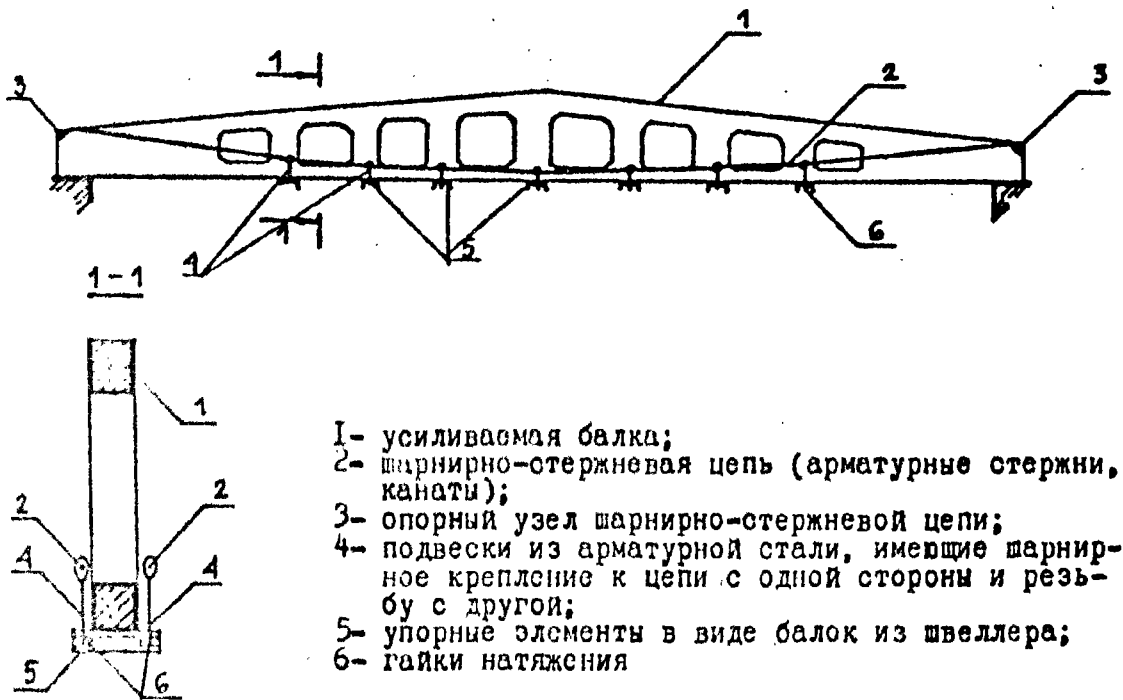 1
1
2
3
3
4
5
6
1
1-1
1
2
2
4
4
5
6
I- усиливаемая балка;
2- шарнирно-стержневая цепь (арматурные стержни,
канаты);
3- опорный узел шарнирно-стержневой цепи;
4- подвески из арматурной стали, имеющие шарнир-
ное крепление к цепи с одной стороны и резь-
бу с другой;
5- упорные элементы в виде балок из швеллера;
6- гайки натяжения